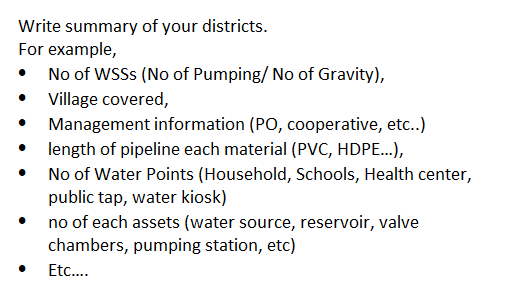 Write summary of your districts.
For example,
• No of WSSs (No of Pumping/ No of Gravity),
• Village covered,
• Management information (PO, cooperative, etc..)
• length of pipeline each material (PVC, HDPE...),
• No of Water Points (Household, Schools, Health center,
public tap, water kiosk)
• no of each assets (water source, reservoir, valve
chambers, pumping station, etc)
• Etc....